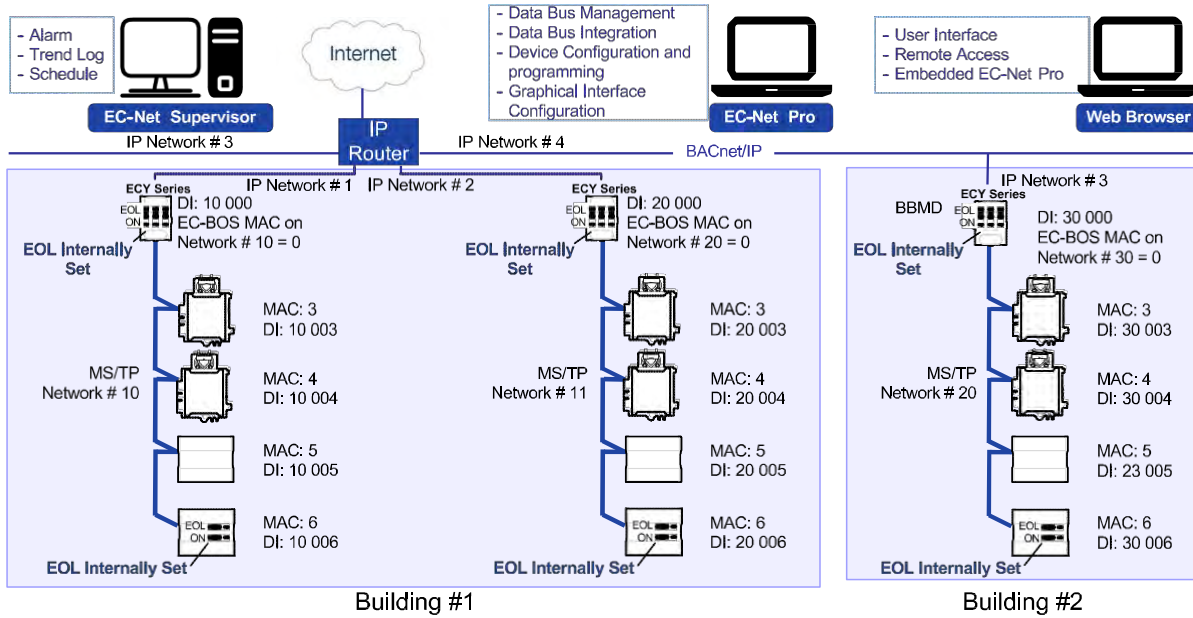 - Alarm
- Trend Log
- Schedule
EC-Net Supervisor
Internet
- Data Bus Management
- Data Bus Integration
- Device Configuration and
programming
- Graphical Interface
Configuration
EC-Net Pro
- User Interface
- Remote Access
- Embedded EC-Net Pro
Web Browser
IP
Router
IP Network # 3
IP Network #4
BACnet/IP
IP Network # 1
IP Network # 2
IP Network #3
ECY Series
EOL
ON
DI: 10 000
EC-BOS MAC on
Network # 10 = 0
EOL Internally
Set
MAC: 3
DI: 10 003
MS/TP
Network # 10
MAC: 4
DI: 10 004
MAC: 5
DI: 10 005
EOL
ON
MAC: 6
DI: 10 006
EOL Internally Set
ECY Series
EOL
ON
DI: 20 000
EC-BOS MAC on
Network # 20 = 0
EOL Internally
Set
MAC: 3
DI: 20 003
MS/TP
Network # 11
MAC: 4
DI: 20 004
MAC: 5
DI: 20 005
EOL
ON
MAC: 6
DI: 20 006
EOL Internally Set
Building #1
ECY Series
BBMD
EOL
ON
DI: 30 000
EC-BOS MAC on
Network # 30 = 0
EOL Internally
Set
MAC: 3
DI: 30 003
MS/TP
Network # 20
MAC: 4
DI: 30 004
MAC: 5
DI: 23 005
EOL
ON
MAC: 6
DI: 30 006
EOL Internally Set
Building #2